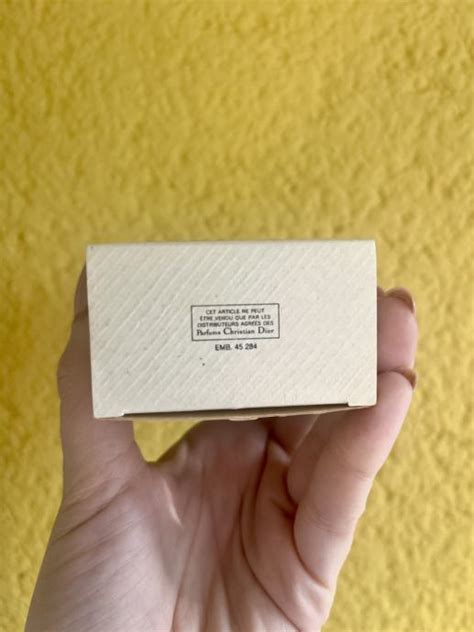 CET ARTICLE NE PEUT
ÊTRE VENDU QUE PAR LES
DISTRIBUTEURS AGRÉÉS DES
Parfums Christian Dior
EMB. 45 284